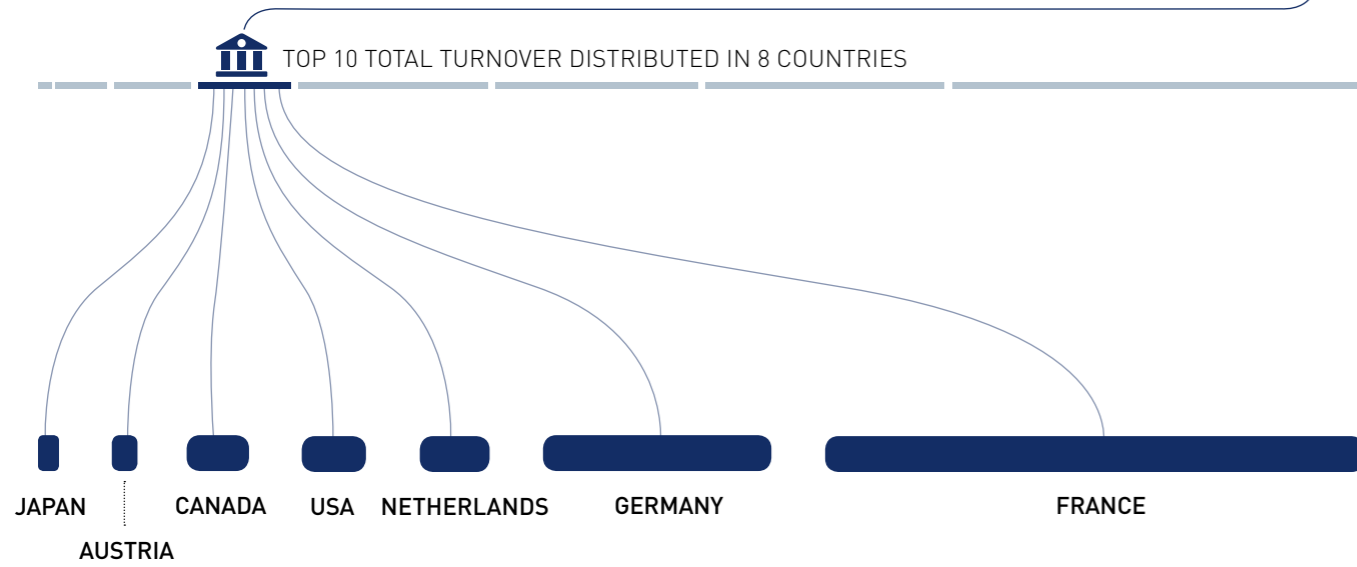 TOP 10 TOTAL TURNOVER DISTRIBUTED IN 8 COUNTRIES
JAPAN
CANADA
USA
NETHERLANDS
GERMANY
FRANCE
AUSTRIA